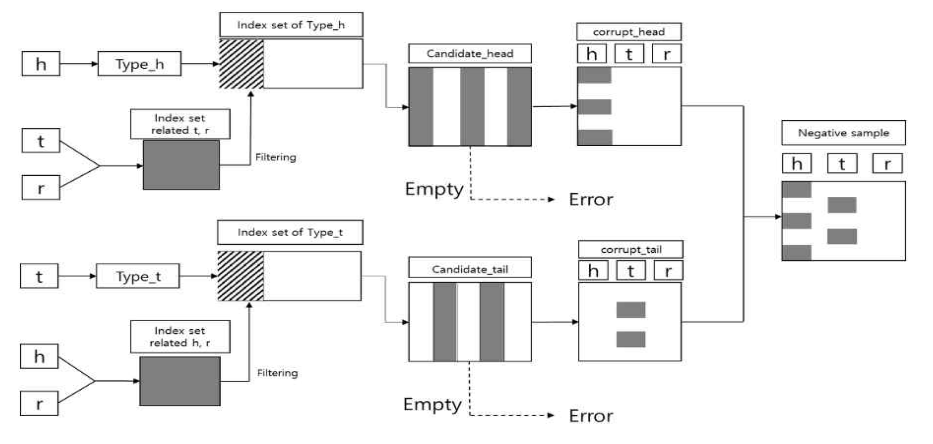 Index set of Type_h
h
Type_h
Candidate_head
corrupt_head
h t r
Index set
related t, r
t
r
Filtering
Empty
Error
Negative sample
h t r
Index set of Type_t
t
Type_t
Candidate_tail
corrupt_tail
h t r
Index set
related h, r
h
r
Filtering
Empty
Error